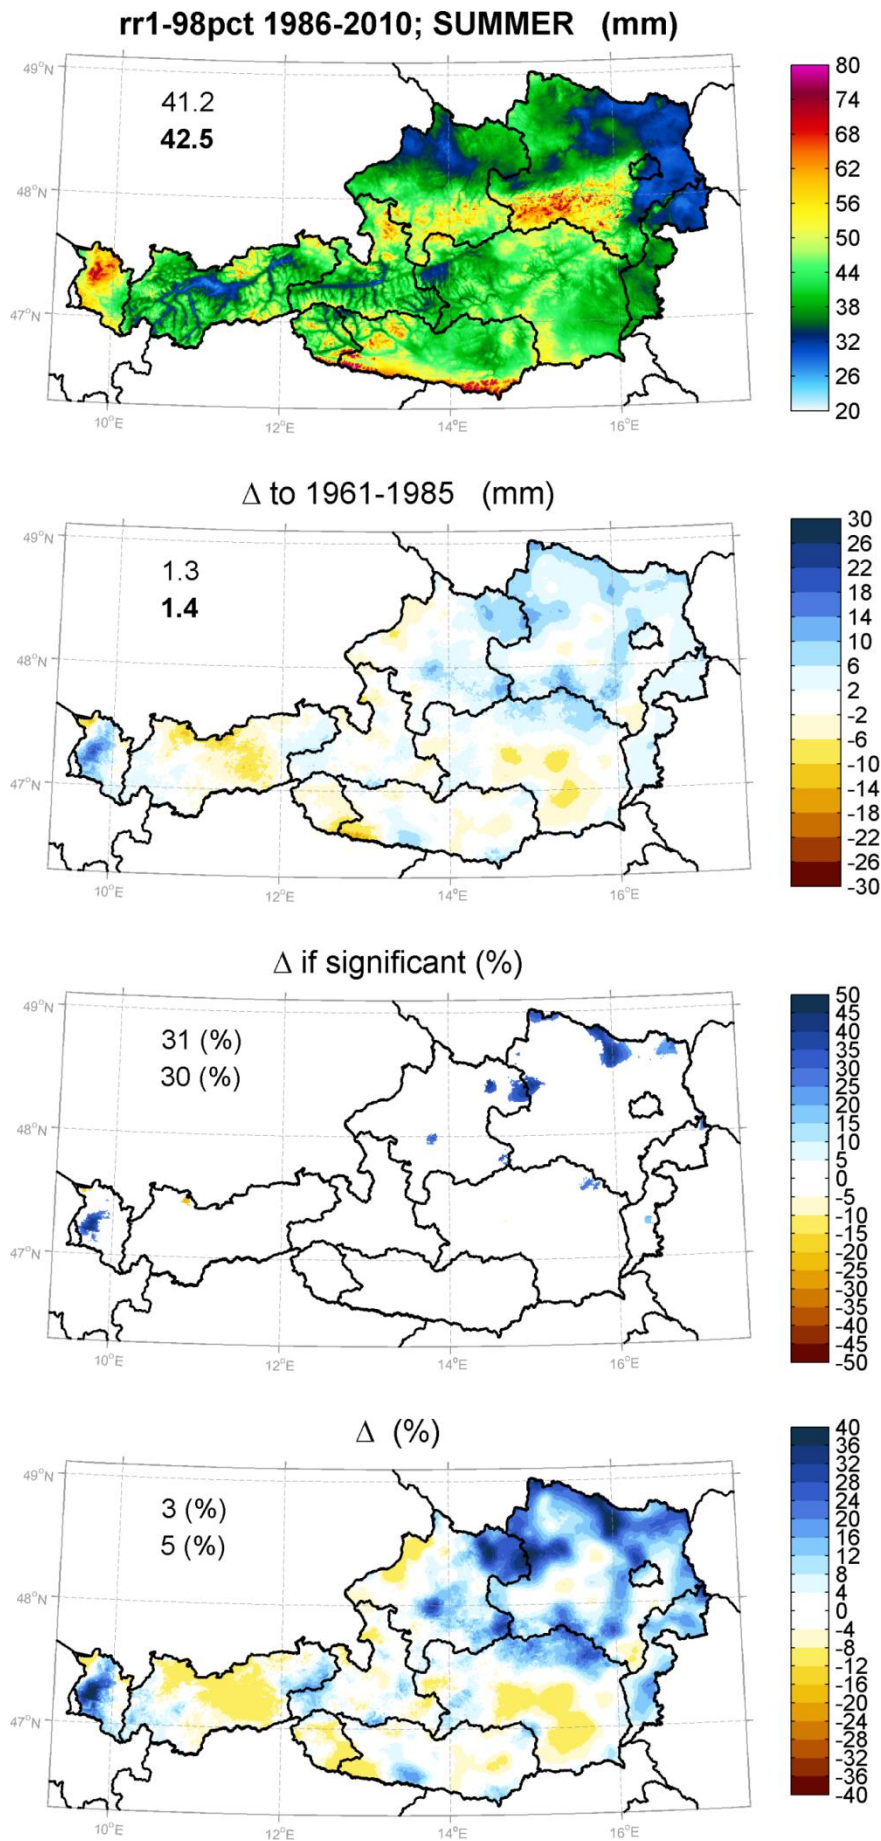 rr1-98pct 1986-2010; SUMMER (mm)
49°N
48°N
47°N
10°E
12°E
14°E
16°E
41.2
42.5
80
74
68
62
56
50
44
38
32
26
20
Δ to 1961-1985 (mm)
49°N
48°N
47°N
10°E
12°E
14°E
16°E
1.3
1.4
30
26
22
18
14
10
6
2
-2
-6
-10
-14
-18
-22
-26
-30
Δ if significant (%)
49°N
48°N
47°N
10°E
12°E
14°E
16°E
31 (%)
30 (%)
50
45
40
35
30
25
20
15
10
5
0
-5
-10
-15
-20
-25
-30
-35
-40
-45
-50
Δ (%)
49°N
48°N
47°N
3 (%)
5 (%)
10°E
12°E
14°E
16°E
40
36
32
28
24
20
16
12
8
4
0
-4
-8
-12
-16
-20
-24
-28
-32
-36
-40